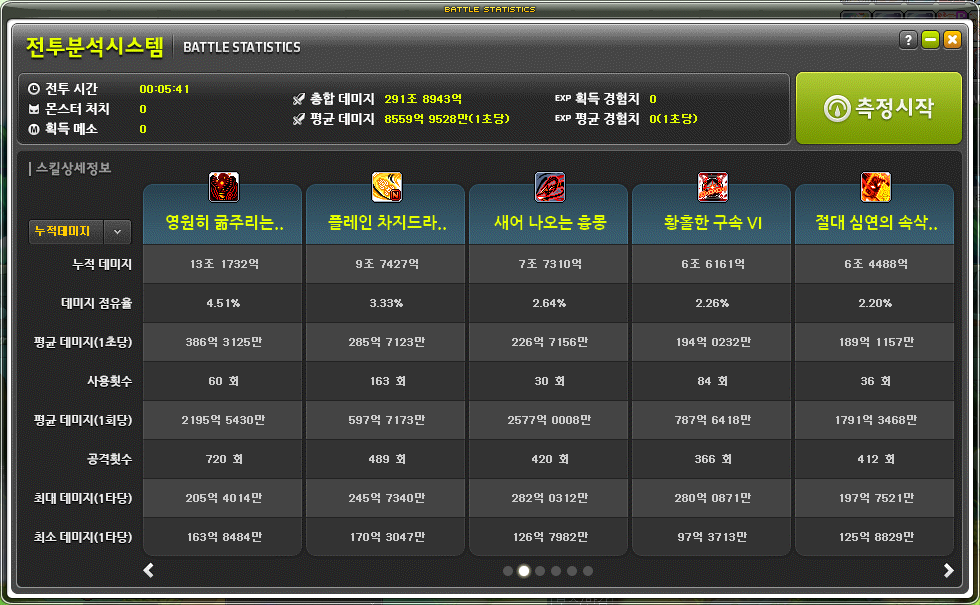 BATTLE STATISTICS
전투분석시스템 BATTLE STATISTICS
?
전투 시간 00:05:41
몬스터 처치 0
획득 메소 0
총합 데미지 291조 8943억
평균 데미지 8559억 9528만(1초당)
EXP 획득 경험치 0
EXP 평균 경험치 0(1초당)
측정시작
스킬상세정보
영원히 굶주리는.. 플레인 차지드라.. 새어 나오는 흉몽 황홀한 구속 VI 절대 심연의 속삭..
누적데미지
누적 데미지 13조 1732억 9조 7427억 7조 7310억 6조 6161억 6조 4488억
데미지 점유율 4.51% 3.33% 2.64% 2.26% 2.20%
평균 데미지(1초당) 386억 3125만 285억 7123만 226억 7156만 194억 0232만 189억 1157만
사용횟수 60 회 163 회 30 회 84 회 36 회
평균 데미지(1회당) 2195억 5430만 597억 7173만 2577억 0008만 787억 6418만 1791억 3468만
공격횟수 720 회 489 회 420 회 366 회 412 회
최대 데미지(1타당) 205억 4014만 245억 7340만 282억 0312만 280억 0871만 197억 7521만
최소 데미지(1타당) 163억 8484만 170억 3047만 126억 7982만 97억 3713만 125억 8829만